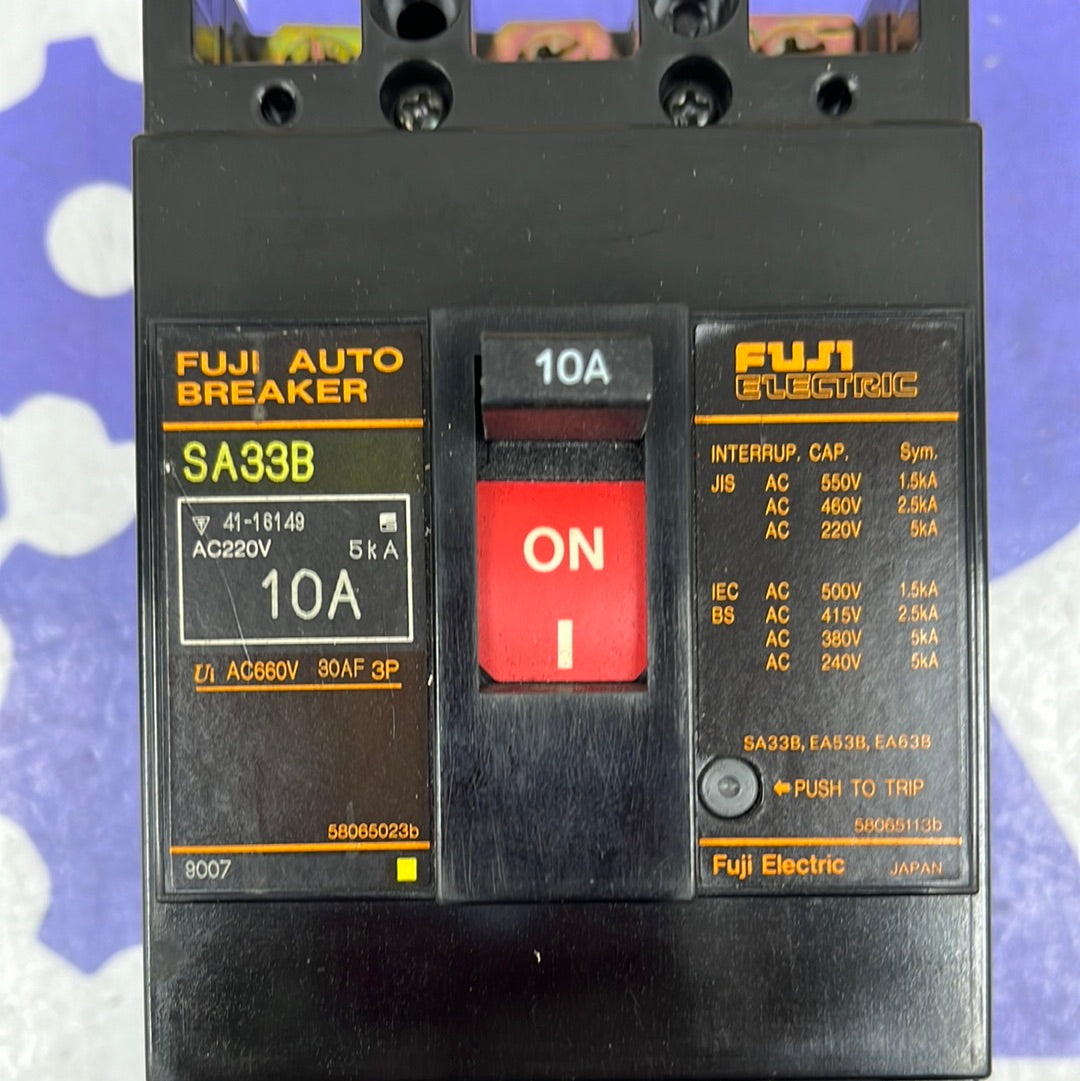 FUJI AUTO
BREAKER
SA33B
41-16149
AC220V 5kA
10A
Ui AC660V 30AF 3P
58065023b
9007
10A
ON
I
FUJI
ELECTRIC
INTERRUP. CAP. Sym.
JIS AC 550V 1.5kA
AC 460V 2.5kA
AC 220V 5kA
IEC AC 500V 1.5kA
BS AC 415V 2.5kA
AC 380V 5kA
AC 240V 5kA
SA33B, EA53B, EA63B
←PUSH TO TRIP
58065113b
Fuji Electric JAPAN